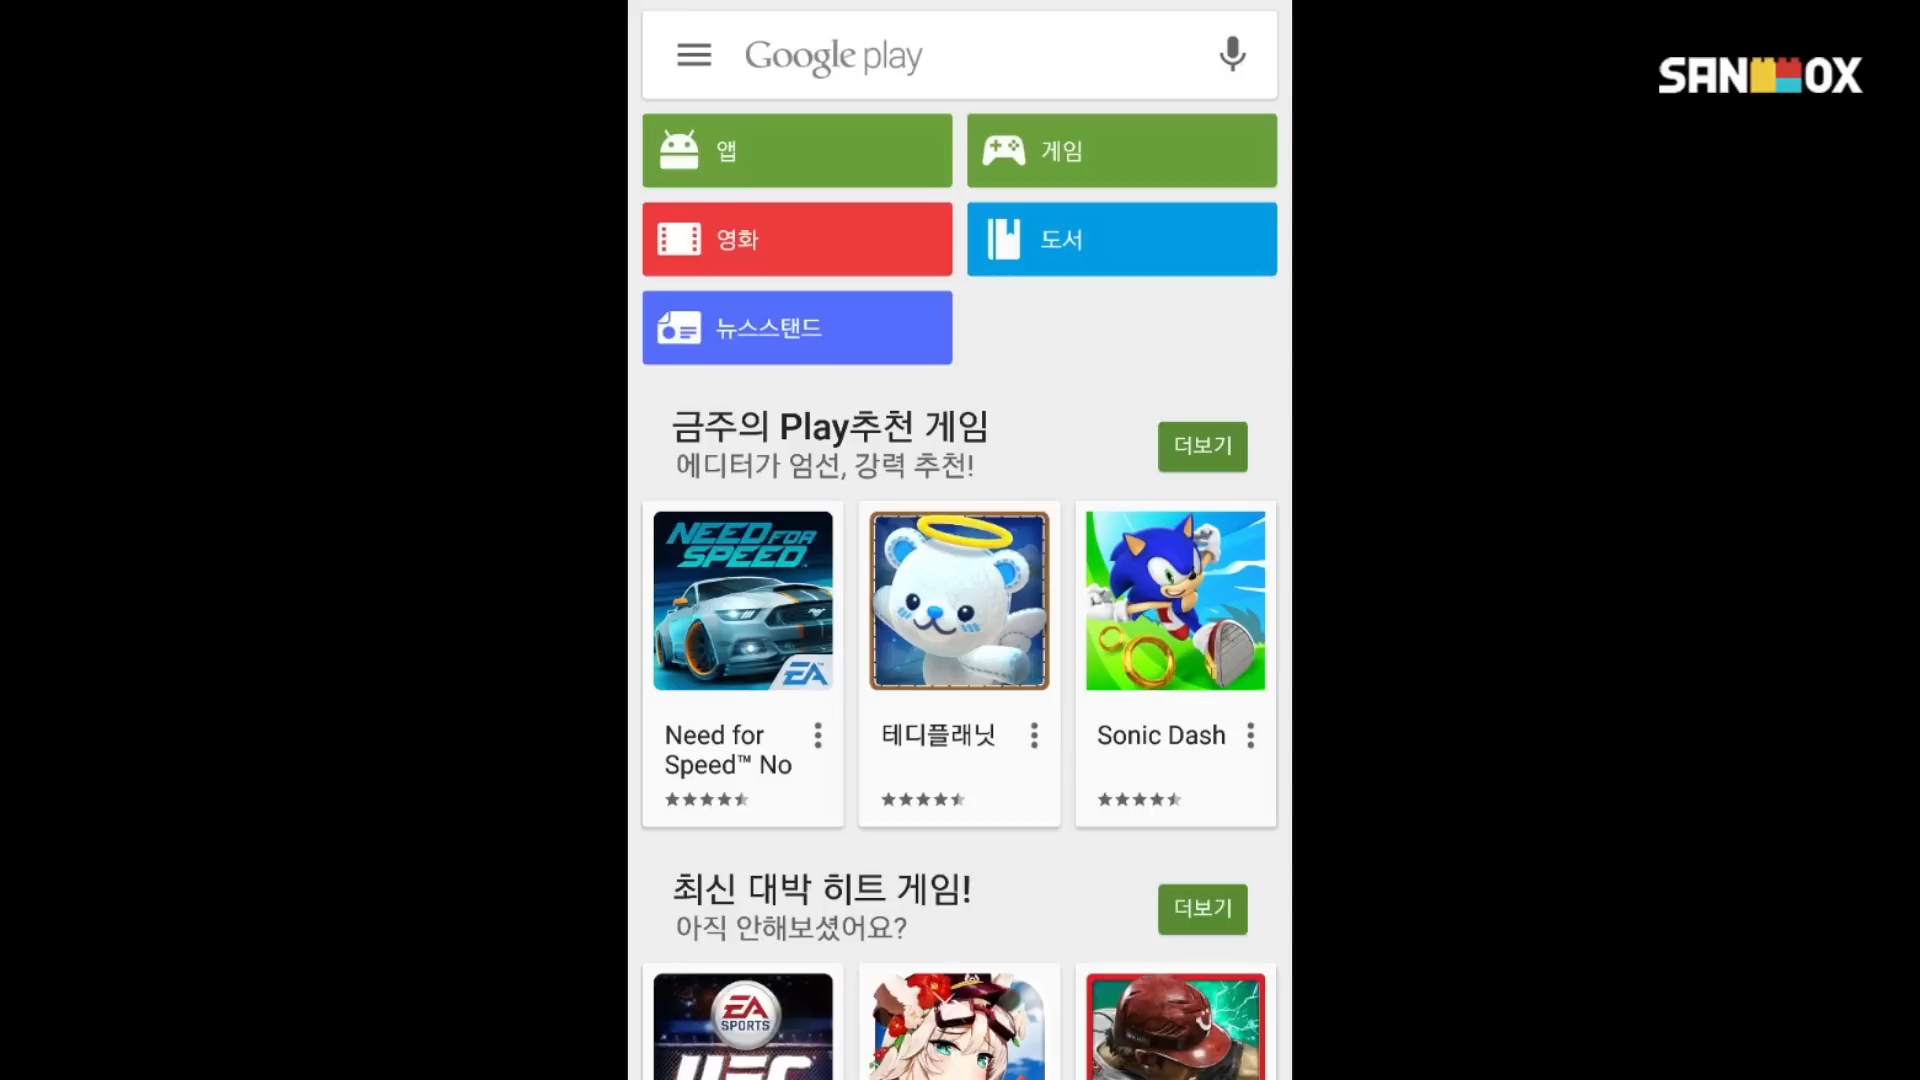 Google play
SANDBOX
앱
게임
영화
도서
뉴스스탠드
금주의 Play추천 게임
에디터가 엄선, 강력 추천!
더보기
NEED FOR
SPEED
EA
Need for
Speed™ No
테디플래닛
Sonic Dash
최신 대박 히트 게임!
아직 안해보셨어요?
더보기
EA
SPORTS
UFC